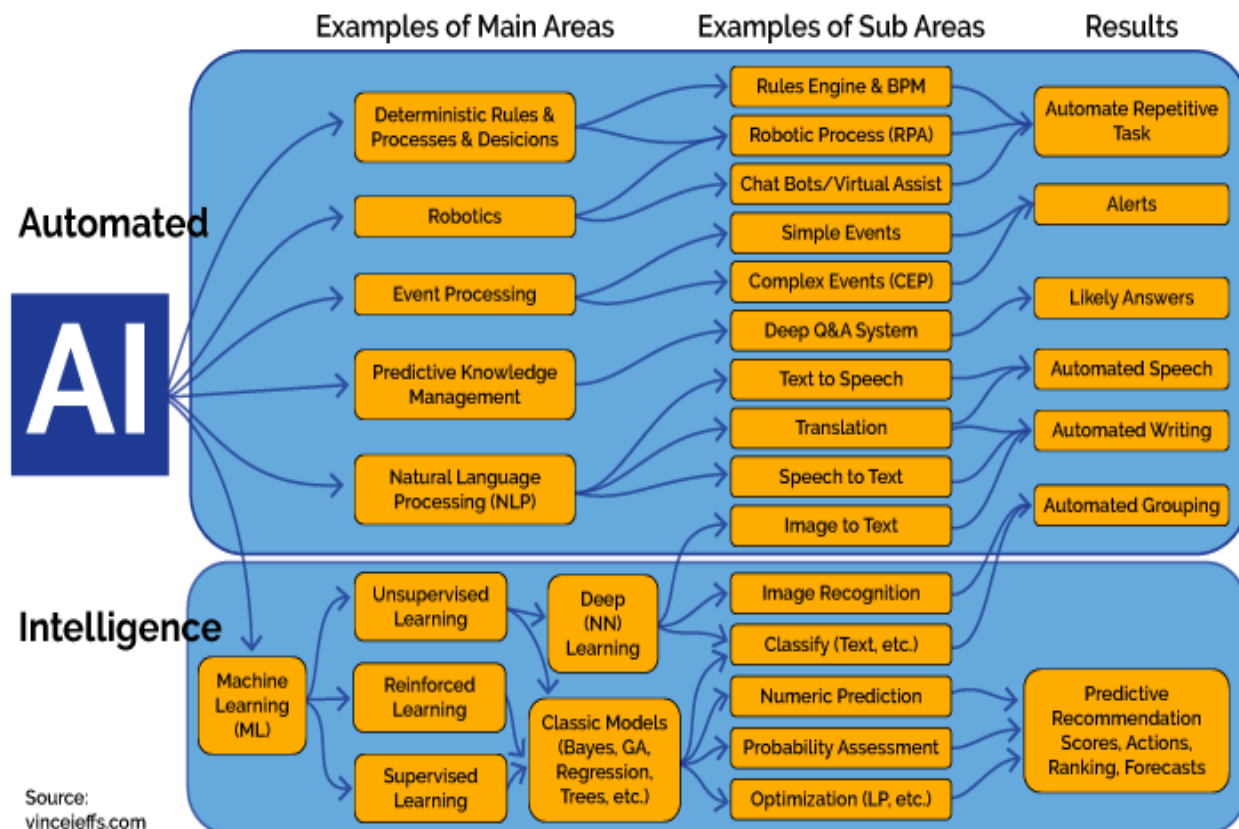 Examples of Main Areas
Examples of Sub Areas
Results
Automated
AI
Deterministic Rules &
Processes & Desicions
Robotics
Event Processing
Predictive Knowledge
Management
Natural Language
Processing (NLP)
Rules Engine & BPM
Robotic Process (RPA)
Chat Bots/Virtual Assist
Simple Events
Complex Events (CEP)
Deep Q&A System
Text to Speech
Translation
Speech to Text
Image to Text
Automate Repetitive
Task
Alerts
Likely Answers
Automated Speech
Automated Writing
Automated Grouping
Intelligence
Machine
Learning
(ML)
Unsupervised
Learning
Reinforced
Learning
Supervised
Learning
Deep
(NN)
Learning
Classic Models
(Bayes, GA,
Regression,
Trees, etc.)
Image Recognition
Classify (Text, etc.)
Numeric Prediction
Probability Assessment
Optimization (LP, etc.)
Predictive
Recommendation
Scores, Actions,
Ranking, Forecasts
Source:
vincejeffs.com